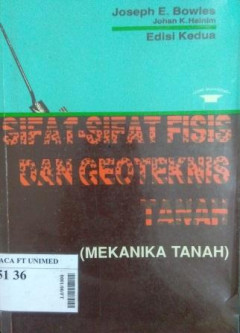 Joseph E. Bowles
Johan K. Hainim
Edisi Kedua
SIFAT-SIFAT FISIS
DAN GEOTEKNIS
TANAH
(MEKANIKA TANAH)
ACA FT UNIMED
51 36